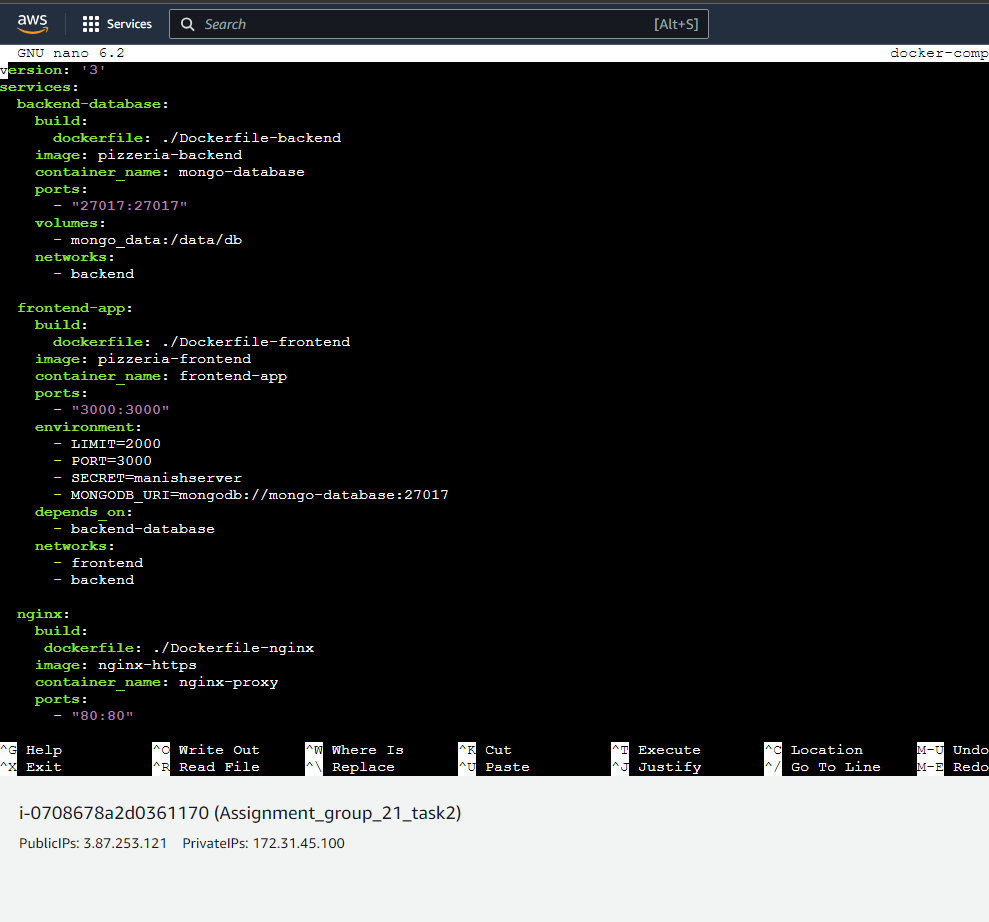 aws Services Search [Alt+S]
GNU nano 6.2 docker-comp
version: '3'
services:
  backend-database:
    build:
      dockerfile: ./Dockerfile-backend
    image: pizzeria-backend
    container_name: mongo-database
    ports:
      - "27017:27017"
    volumes:
      - mongo_data:/data/db
    networks:
      - backend

  frontend-app:
    build:
      dockerfile: ./Dockerfile-frontend
    image: pizzeria-frontend
    container_name: frontend-app
    ports:
      - "3000:3000"
    environment:
      - LIMIT=2000
      - PORT=3000
      - SECRET=manishserver
      - MONGODB_URI=mongodb://mongo-database:27017
    depends_on:
      - backend-database
    networks:
      - frontend
      - backend

  nginx:
    build:
     dockerfile: ./Dockerfile-nginx
    image: nginx-https
    container_name: nginx-proxy
    ports:
      - "80:80"
^G Help ^O Write Out ^W Where Is ^K Cut ^T Execute ^C Location M-U Undo
^X Exit ^R Read File ^\ Replace ^U Paste ^J Justify ^/ Go To Line M-E Redo
i-0708678a2d0361170 (Assignment_group_21_task2)
PublicIPs: 3.87.253.121 PrivateIPs: 172.31.45.100